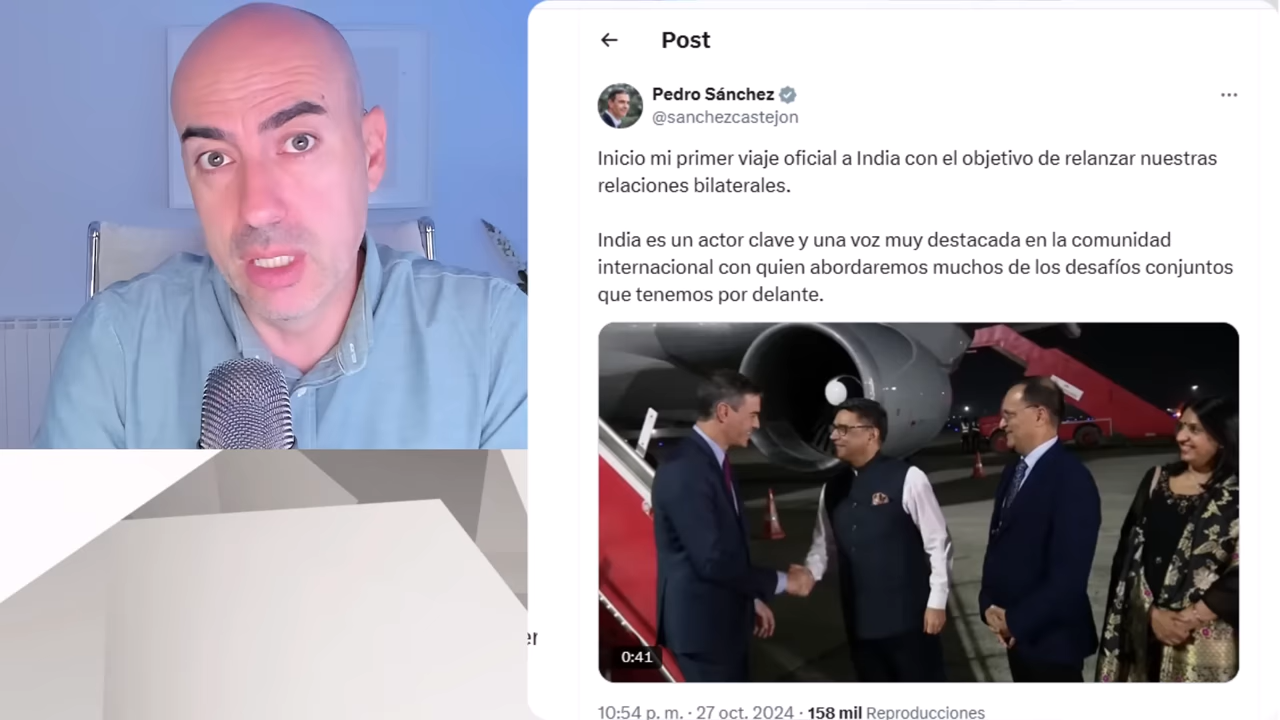 Post
Pedro Sánchez
@sanchezcastejon
Inicio mi primer viaje oficial a India con el objetivo de relanzar nuestras
relaciones bilaterales.
India es un actor clave y una voz muy destacada en la comunidad
internacional con quien abordaremos muchos de los desafíos conjuntos
que tenemos por delante.
0:41
10:54 p. m. · 27 oct. 2024 · 158 mil Reproducciones